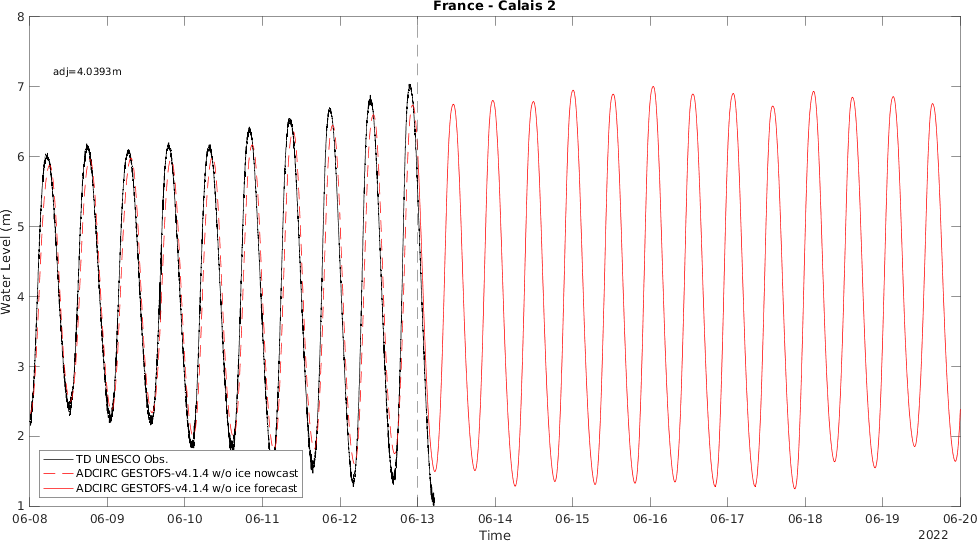 France - Calais 2
adj=4.0393m
Water Level (m)
8
7
6
5
4
3
2
1
TD UNESCO Obs.
ADCIRC GESTOFS-v4.1.4 w/o ice nowcast
ADCIRC GESTOFS-v4.1.4 w/o ice forecast
06-08 06-09 06-10 06-11 06-12 06-13 06-14 06-15 06-16 06-17 06-18 06-19 06-20
Time
2022